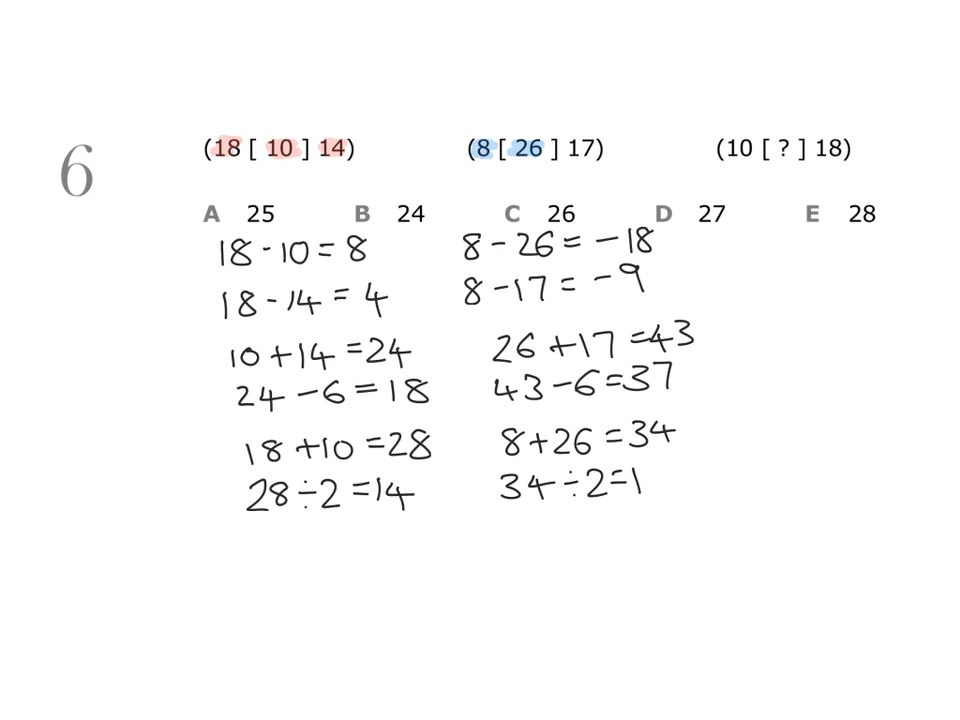 6
(18 [ 10 ] 14) (8 [ 26 ] 17) (10 [ ? ] 18)
A 25 B 24 C 26 D 27 E 28
18 - 10 = 8 8 - 26 = -18
18 - 14 = 4 8 - 17 = -9
10 + 14 = 24 26 + 17 = 43
24 - 6 = 18 43 - 6 = 37
18 + 10 = 28 8 + 26 = 34
28 ÷ 2 = 14 34 ÷ 2 = 1